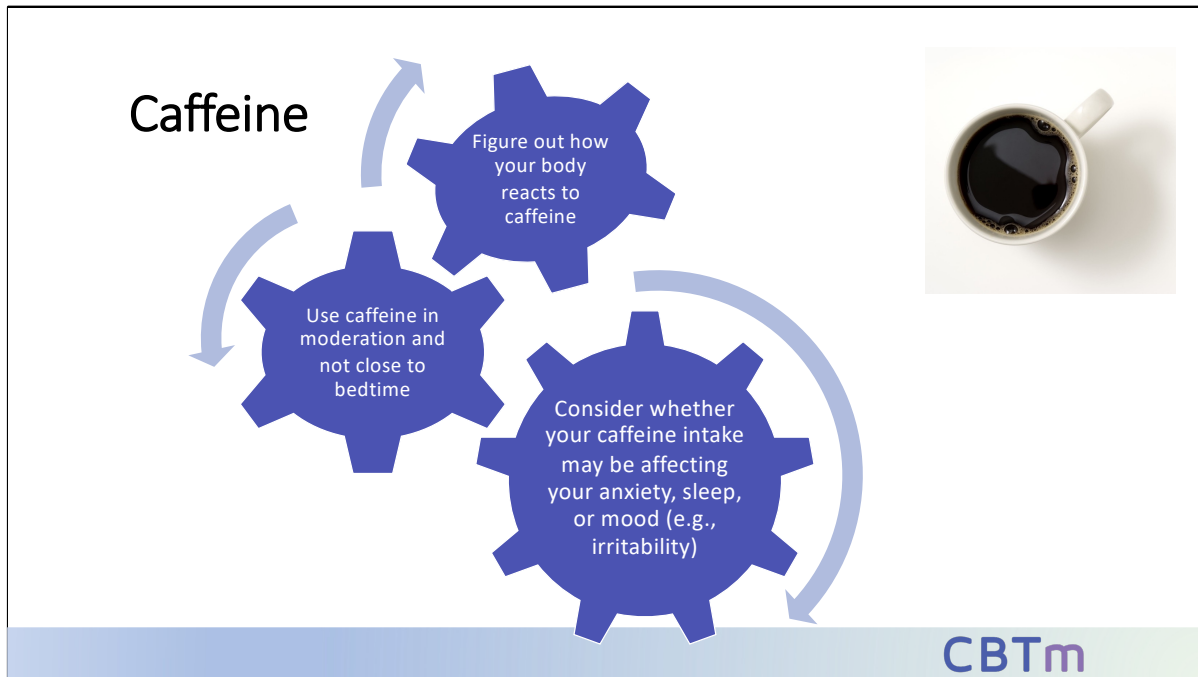 Caffeine
Figure out how
your body
reacts to
caffeine
Use caffeine in
moderation and
not close to
bedtime
Consider whether
your caffeine intake
may be affecting
your anxiety, sleep,
or mood (e.g.,
irritability)
CBTm